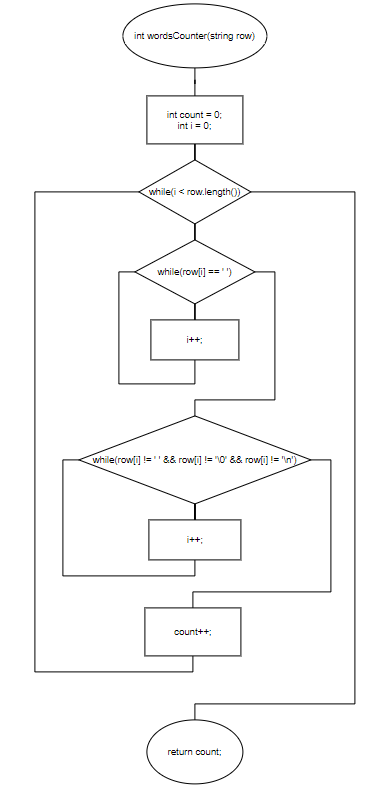 int wordsCounter(string row)
int count = 0;
int i = 0;
while(i < row.length())
while(row[i] == ' ')
i++;
while(row[i] != ' ' && row[i] != '\0' && row[i] != '\n')
i++;
count++;
return count;